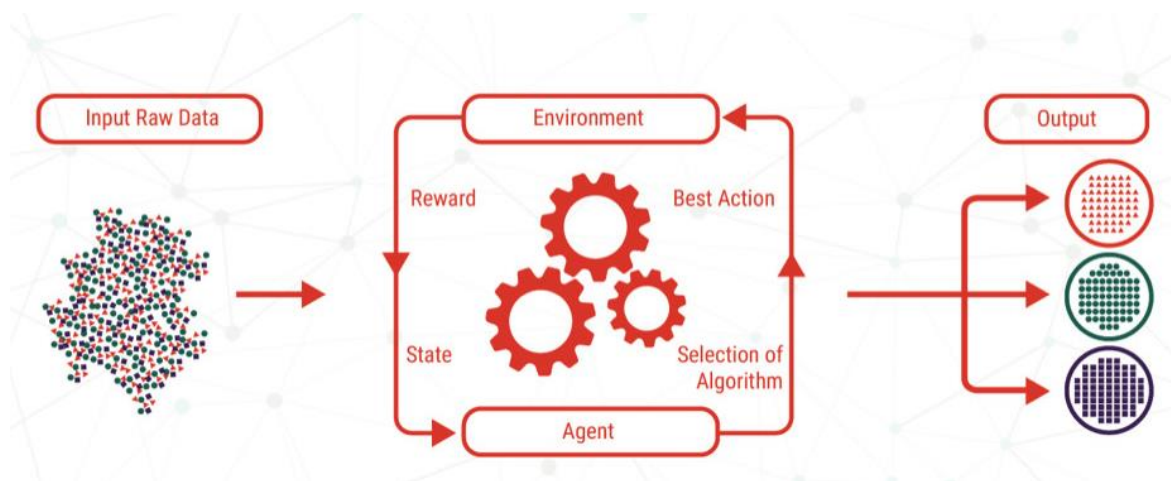 Input Raw Data
Environment
Output
Reward
Best Action
State
Selection of
Algorithm
Agent